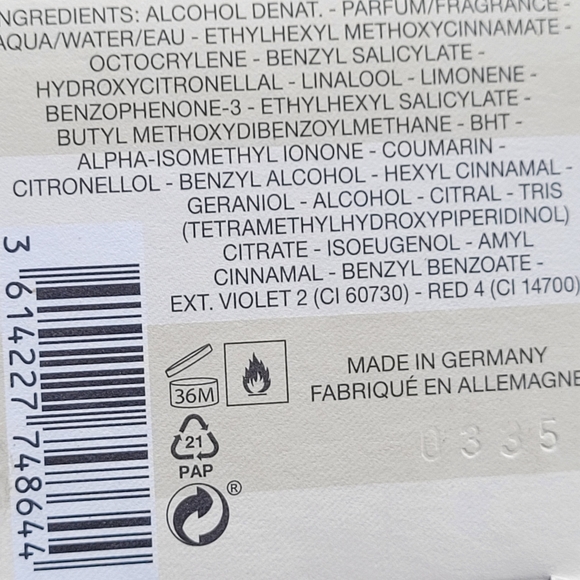 INGREDIENTS: ALCOHOL DENAT. - PARFUM/FRAGRANCE -
AQUA/WATER/EAU - ETHYLHEXYL METHOXYCINNAMATE -
OCTOCRYLENE - BENZYL SALICYLATE -
HYDROXYCITRONELLAL - LINALOOL - LIMONENE -
BENZOPHENONE-3 - ETHYLHEXYL SALICYLATE -
BUTYL METHOXYDIBENZOYLMETHANE - BHT -
ALPHA-ISOMETHYL IONONE - COUMARIN -
CITRONELLOL - BENZYL ALCOHOL - HEXYL CINNAMAL -
GERANIOL - ALCOHOL - CITRAL - TRIS
(TETRAMETHYLHYDROXYPIPERIDINOL)
CITRATE - ISOEUGENOL - AMYL
CINNAMAL - BENZYL BENZOATE -
EXT. VIOLET 2 (CI 60730) - RED 4 (CI 14700)
3 614227 748644
36M
MADE IN GERMANY
FABRIQUÉ EN ALLEMAGNE
21
PAP
®
0335